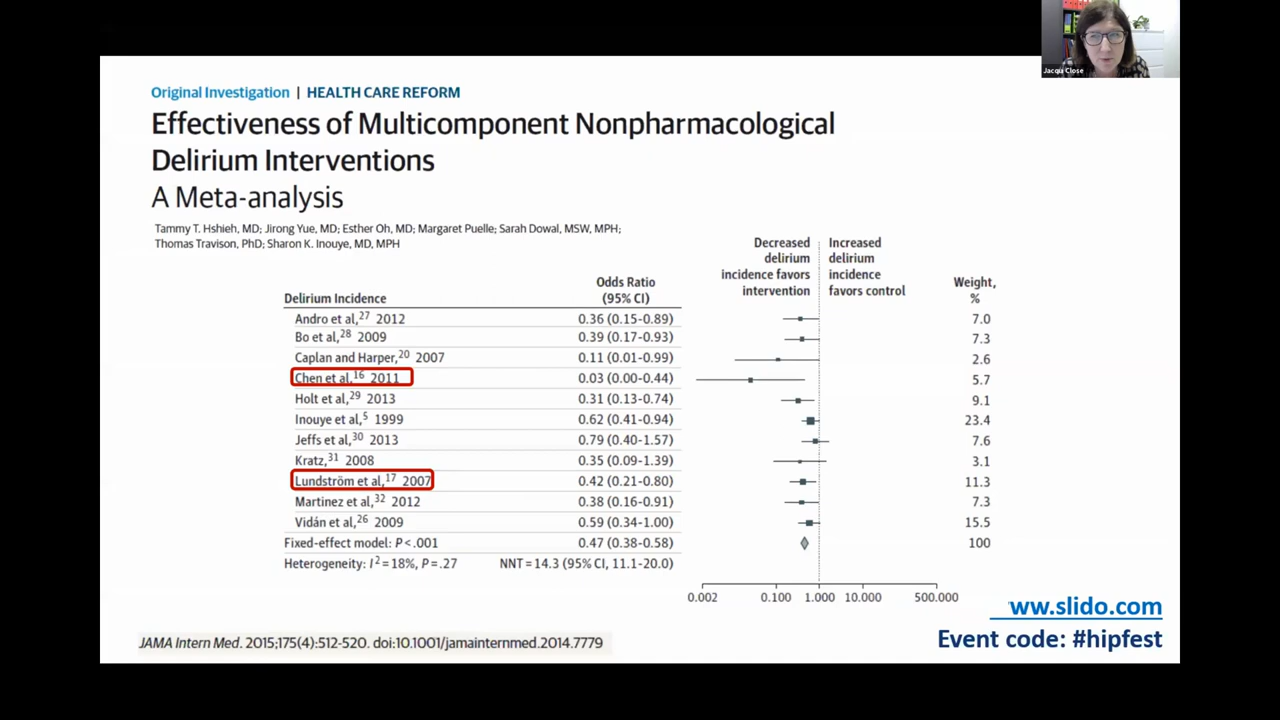 Jacqui Close
Original Investigation | HEALTH CARE REFORM
Effectiveness of Multicomponent Nonpharmacological
Delirium Interventions
A Meta-analysis
Tammy T. Hshieh, MD; Jirong Yue, MD; Esther Oh, MD; Margaret Puelle; Sarah Dowal, MSW, MPH;
Thomas Travison, PhD; Sharon K. Inouye, MD, MPH
Decreased delirium incidence favors intervention
Increased delirium incidence favors control
Delirium Incidence
Odds Ratio (95% CI)
Weight, %
Andro et al,27 2012 0.36 (0.15-0.89) 7.0
Bo et al,28 2009 0.39 (0.17-0.93) 7.3
Caplan and Harper,20 2007 0.11 (0.01-0.99) 2.6
Chen et al,16 2011 0.03 (0.00-0.44) 5.7
Holt et al,29 2013 0.31 (0.13-0.74) 9.1
Inouye et al,5 1999 0.62 (0.41-0.94) 23.4
Jeffs et al,30 2013 0.79 (0.40-1.57) 7.6
Kratz,31 2008 0.35 (0.09-1.39) 3.1
Lundström et al,17 2007 0.42 (0.21-0.80) 11.3
Martinez et al,32 2012 0.38 (0.16-0.91) 7.3
Vidán et al,26 2009 0.59 (0.34-1.00) 15.5
Fixed-effect model: P<.001 0.47 (0.38-0.58) 100
Heterogeneity: I2=18%, P=.27 NNT=14.3 (95% CI, 11.1-20.0)
0.002 0.100 1.000 10.000 500.000
ww.slido.com
Event code: #hipfest
JAMA Intern Med. 2015;175(4):512-520. doi:10.1001/jamainternmed.2014.7779